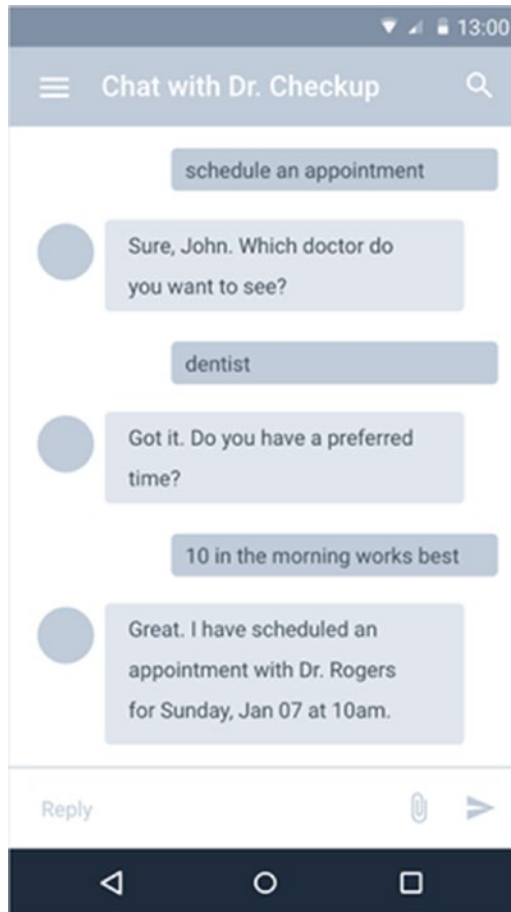 13:00
Chat with Dr. Checkup
schedule an appointment
Sure, John. Which doctor do
you want to see?
dentist
Got it. Do you have a preferred
time?
10 in the morning works best
Great. I have scheduled an
appointment with Dr. Rogers
for Sunday, Jan 07 at 10am.
Reply